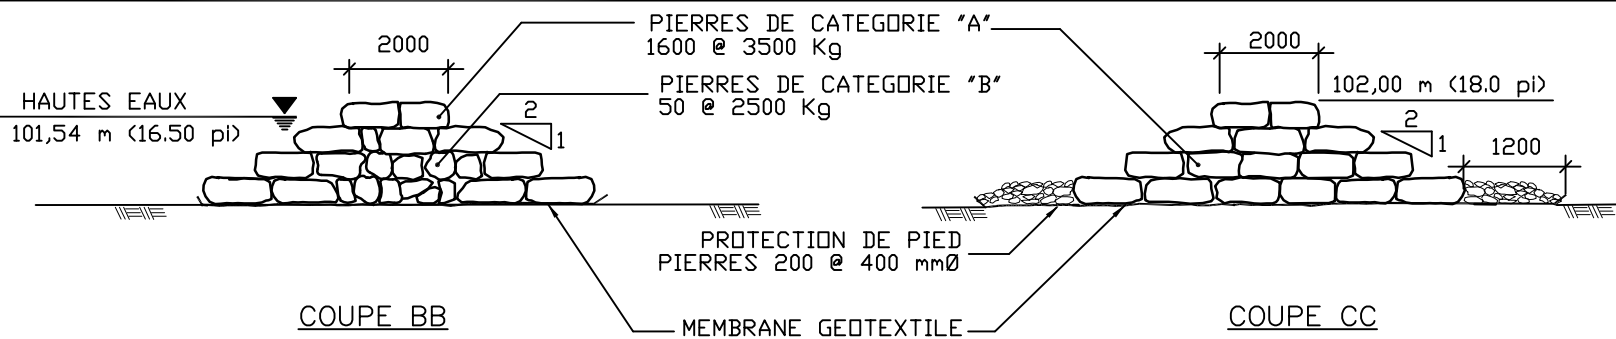 PIERRES DE CATEGORIE "A"
1600 @ 3500 Kg
2000
2000
PIERRES DE CATEGORIE "B"
50 @ 2500 Kg
102,00 m (18.0 pi)
HAUTES EAUX
101,54 m (16.50 pi)
2
1
2
1
1200
PROTECTION DE PIED
PIERRES 200 @ 400 mmØ
COUPE BB
MEMBRANE GEOTEXTILE
COUPE CC